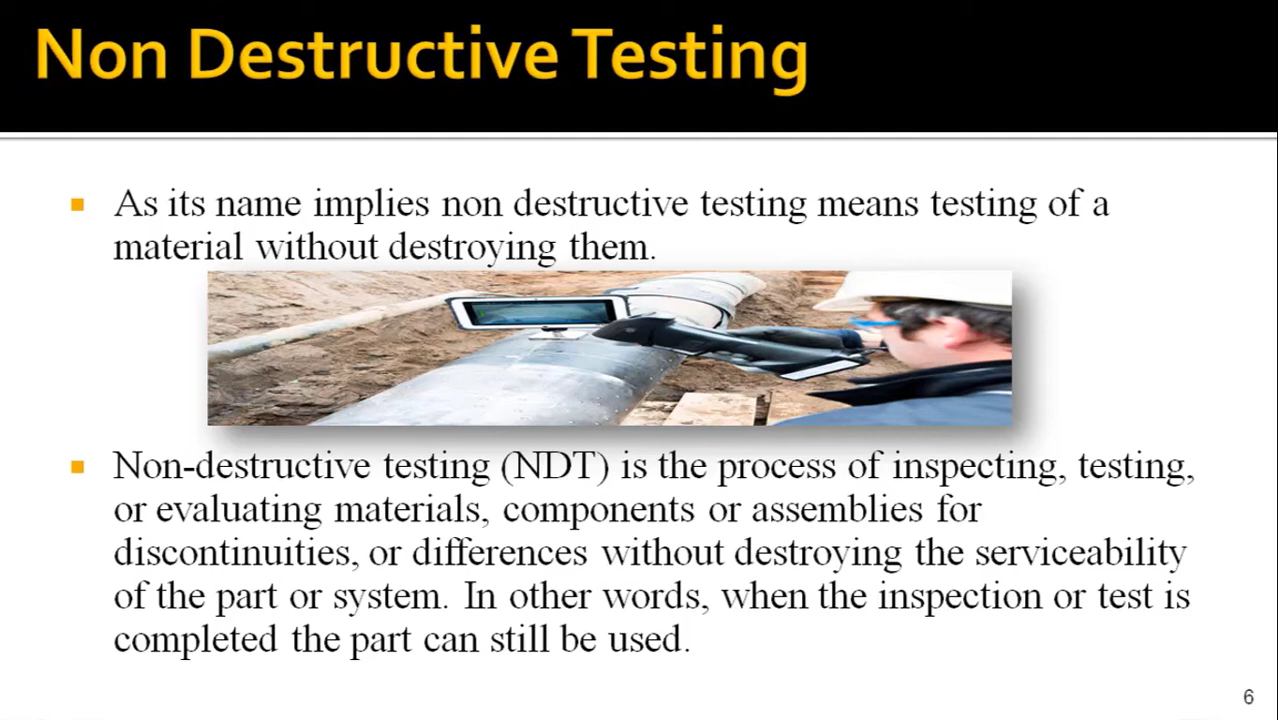 Non Destructive Testing
As its name implies non destructive testing means testing of a
material without destroying them.
Non-destructive testing (NDT) is the process of inspecting, testing,
or evaluating materials, components or assemblies for
discontinuities, or differences without destroying the serviceability
of the part or system. In other words, when the inspection or test is
completed the part can still be used.
6